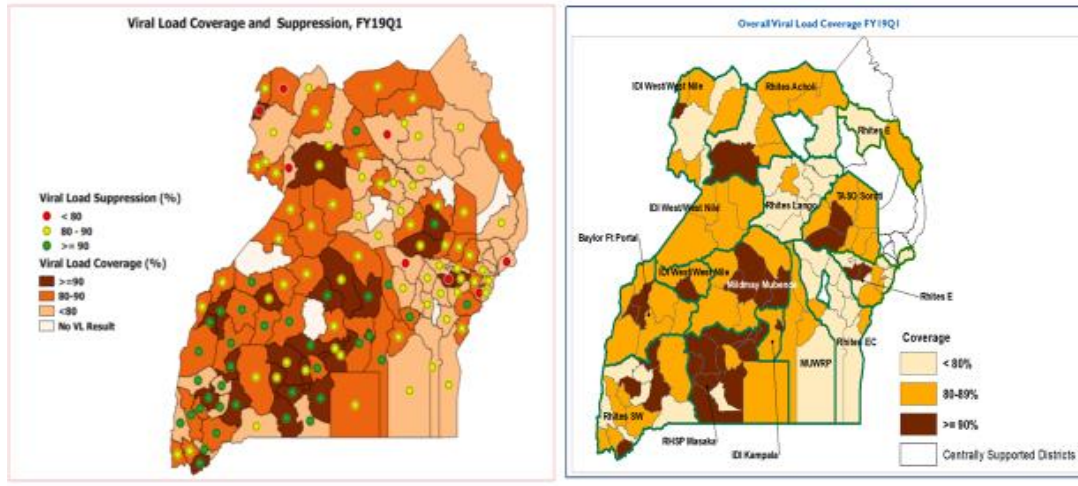 Viral Load Coverage and Suppression, FY19Q1
Viral Load Suppression (%)
< 80
80 - 90
>= 90
Viral Load Coverage (%)
>=90
80-90
<80
No VL Result
Overall Viral Load Coverage FY19Q1
IDI West/West Nile
Rhites Acholi
Rhites E
Rhites Lango
TASO Soroti
IDI West/West Nile
Baylor Ft Portal
IDI West/West Nile
Mildmay Mubende
Rhites E
Rhites EC
MUWRP
Rhites SW
RHSP Masaka
IDI Kampala
Coverage
< 80%
80-89%
>= 90%
Centrally Supported Districts